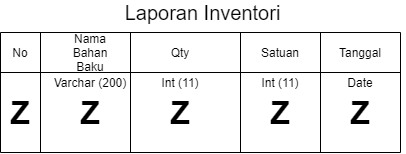 Laporan Inventori
No Nama Bahan Baku Qty Satuan Tanggal
Varchar (200) Int (11) Int (11) Date
Z Z Z Z Z